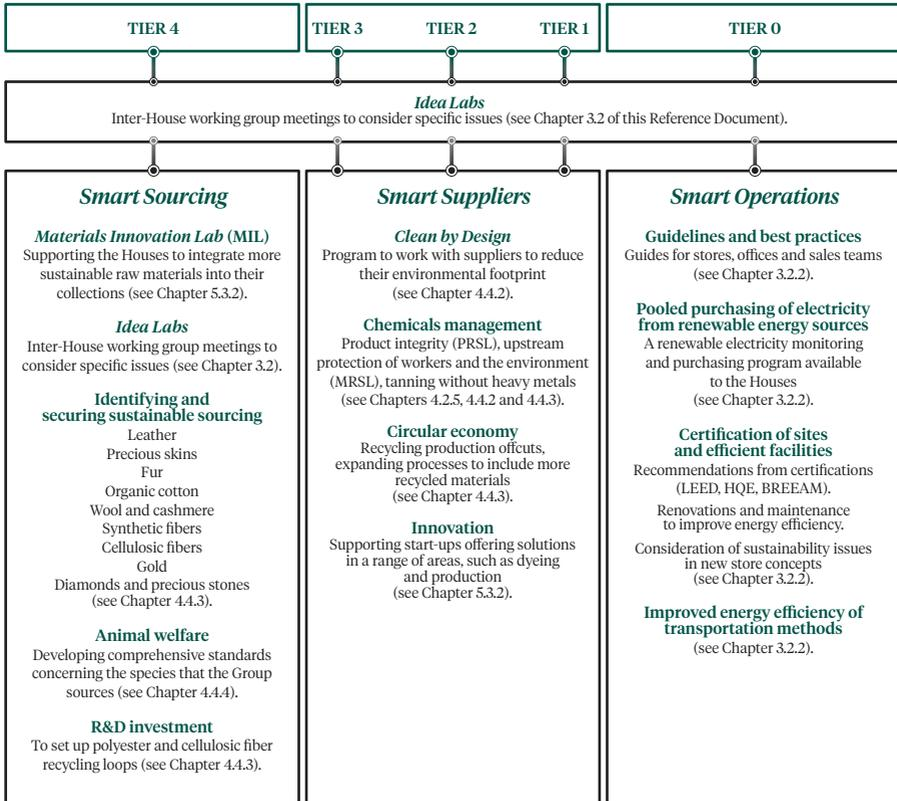 TIER 4
TIER 3
TIER 2
TIER 1
TIER 0
Idea Labs
Inter-House working group meetings to consider specific issues (see Chapter 3.2 of this Reference Document).
Smart Sourcing
Materials Innovation Lab (MIL)
Supporting the Houses to integrate more
sustainable raw materials into their
collections (see Chapter 5.3.2).
Idea Labs
Inter-House working group meetings to
consider specific issues (see Chapter 3.2).
Identifying and
securing sustainable sourcing
Leather
Precious skins
Fur
Organic cotton
Wool and cashmere
Synthetic fibers
Cellulosic fibers
Gold
Diamonds and precious stones
(see Chapter 4.4.3).
Animal welfare
Developing comprehensive standards
concerning the species that the Group
sources (see Chapter 4.4.4).
R&D investment
To set up polyester and cellulosic fiber
recycling loops (see Chapter 4.4.3).
Smart Suppliers
Clean by Design
Program to work with suppliers to reduce
their environmental footprint
(see Chapter 4.4.2).
Chemicals management
Product integrity (PRSL), upstream
protection of workers and the environment
(MRSL), tanning without heavy metals
(see Chapters 4.2.5, 4.4.2 and 4.4.3).
Circular economy
Recycling production offcuts,
expanding processes to include more
recycled materials
(see Chapter 4.4.3).
Innovation
Supporting start-ups offering solutions
in a range of areas, such as dyeing
and production
(see Chapter 5.3.2).
Smart Operations
Guidelines and best practices
Guides for stores, offices and sales teams
(see Chapter 3.2.2).
Pooled purchasing of electricity
from renewable energy sources
A renewable electricity monitoring
and purchasing program available
to the Houses
(see Chapter 3.2.2).
Certification of sites
and efficient facilities
Recommendations from certifications
(LEED, HQE, BREEAM).
Renovations and maintenance
to improve energy efficiency.
Consideration of sustainability issues
in new store concepts
(see Chapter 3.2.2).
Improved energy efficiency of
transportation methods
(see Chapter 3.2.2).